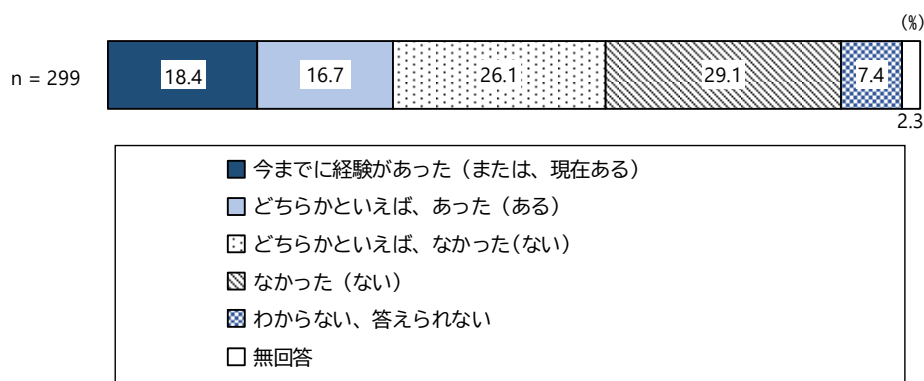 (%)
n = 299
18.4 16.7 26.1 29.1 7.4
2.3
今までに経験があった（または、現在ある）
どちらかといえば、あった（ある）
どちらかといえば、なかった(ない）
なかった（ない）
わからない、答えられない
無回答